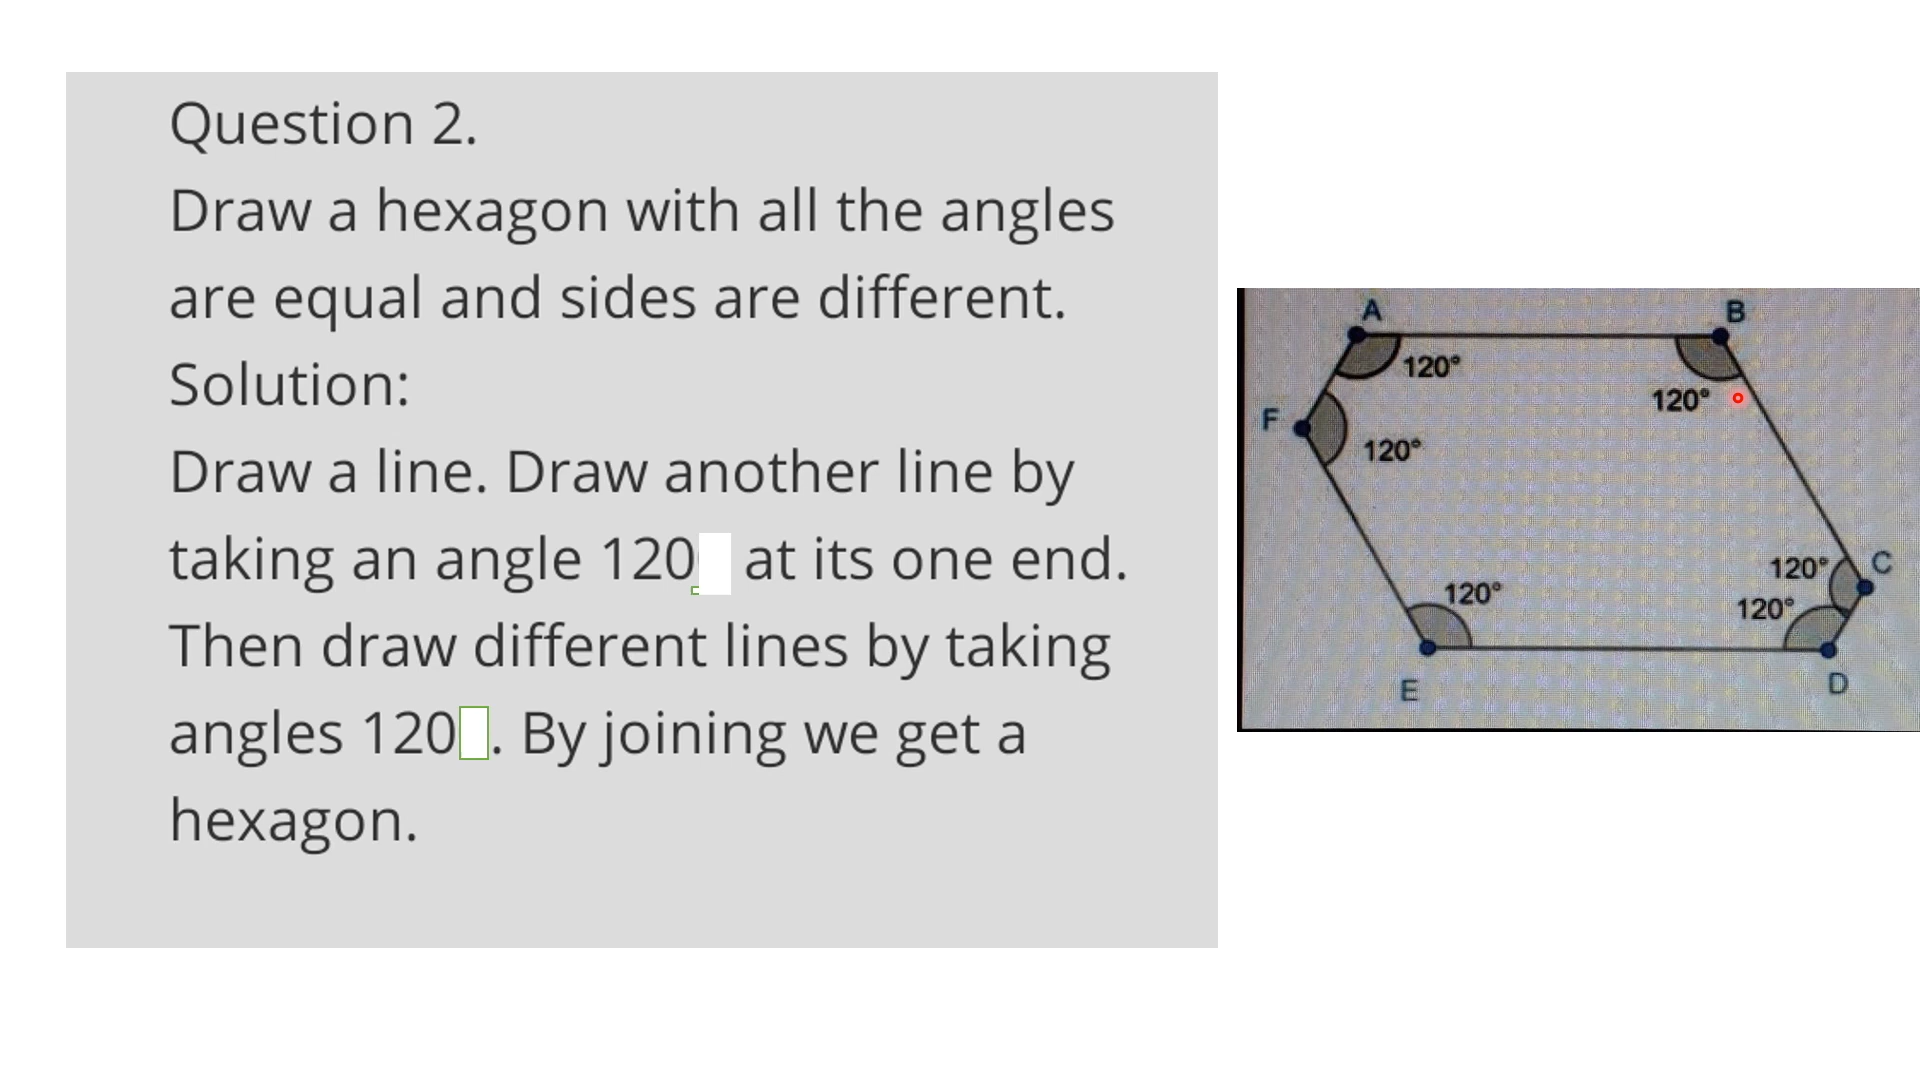 Question 2.
Draw a hexagon with all the angles
are equal and sides are different.
Solution:
Draw a line. Draw another line by
taking an angle 120 at its one end.
Then draw different lines by taking
angles 120 . By joining we get a
hexagon.
A
B
120°
120°
F
120°
120°
C
120°
120°
E
D